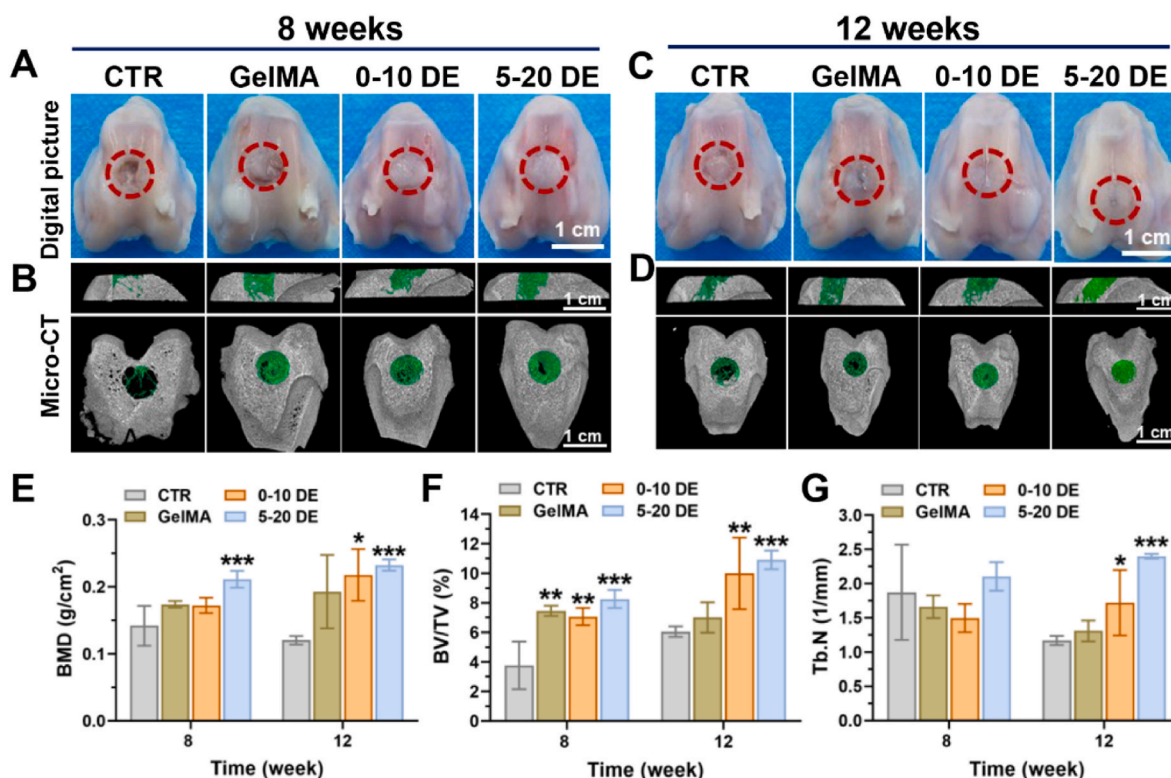 8 weeks
12 weeks
A
CTR GelMA 0-10 DE 5-20 DE
C
CTR GelMA 0-10 DE 5-20 DE
Digital picture
1 cm
1 cm
B
D
Micro-CT
1 cm
1 cm
1 cm
1 cm
E
CTR 0-10 DE
GelMA 5-20 DE
BMD (g/cm²)
0.3
0.2
0.1
0.0
***
*
***
8 12
Time (week)
F
CTR 0-10 DE
GelMA 5-20 DE
BV/TV (%)
14
12
10
8
6
4
2
0
**
**
***
**
***
8 12
Time (week)
G
CTR 0-10 DE
GelMA 5-20 DE
Tb.N (1/mm)
3.0
2.5
2.0
1.5
1.0
0.5
0.0
*
***
8 12
Time (week)